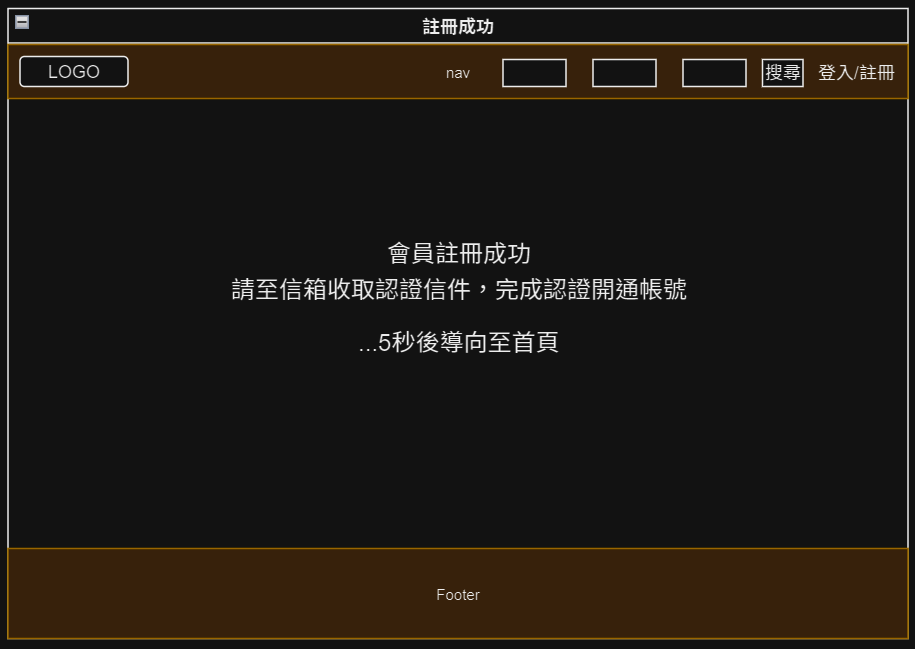 註冊成功
LOGO
nav
搜尋
登入/註冊
會員註冊成功
請至信箱收取認證信件，完成認證開通帳號
...5秒後導向至首頁
Footer